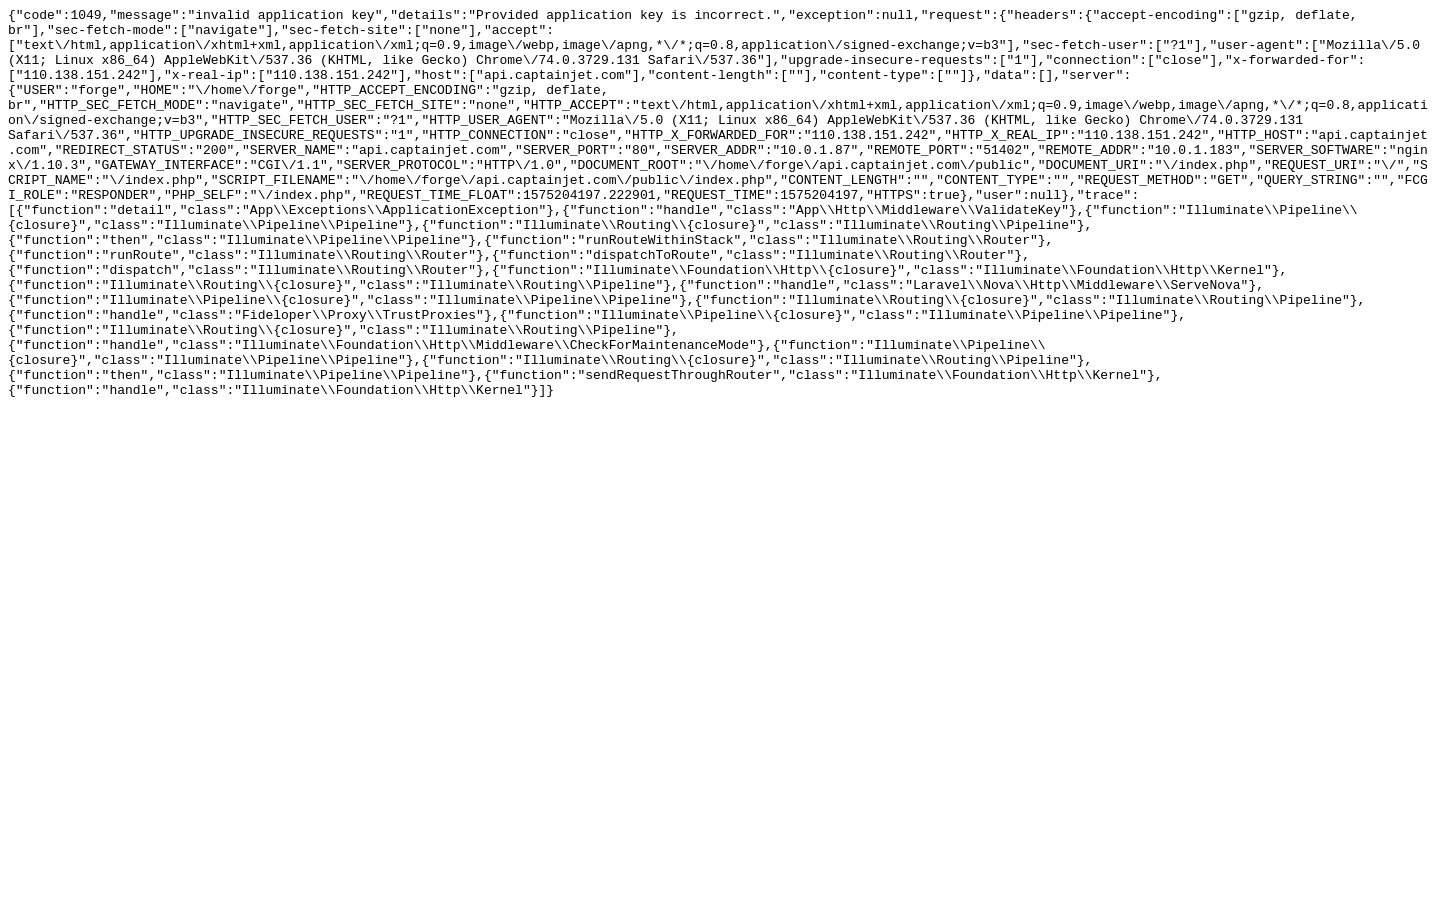 {"code":1049,"message":"invalid application key","details":"Provided application key is incorrect.","exception":null,"request":{"headers":{"accept-encoding":["gzip, deflate,
br"],"sec-fetch-mode":["navigate"],"sec-fetch-site":["none"],"accept":
["text\/html,application\/xhtml+xml,application\/xml;q=0.9,image\/webp,image\/apng,*\/*;q=0.8,application\/signed-exchange;v=b3"],"sec-fetch-user":["?1"],"user-agent":["Mozilla\/5.0
(X11; Linux x86_64) AppleWebKit\/537.36 (KHTML, like Gecko) Chrome\/74.0.3729.131 Safari\/537.36"],"upgrade-insecure-requests":["1"],"connection":["close"],"x-forwarded-for":
["110.138.151.242"],"x-real-ip":["110.138.151.242"],"host":["api.captainjet.com"],"content-length":[""],"content-type":[""]},"data":[],"server":
{"USER":"forge","HOME":"\/home\/forge","HTTP_ACCEPT_ENCODING":"gzip, deflate,
br","HTTP_SEC_FETCH_MODE":"navigate","HTTP_SEC_FETCH_SITE":"none","HTTP_ACCEPT":"text\/html,application\/xhtml+xml,application\/xml;q=0.9,image\/webp,image\/apng,*\/*;q=0.8,applicati
on\/signed-exchange;v=b3","HTTP_SEC_FETCH_USER":"?1","HTTP_USER_AGENT":"Mozilla\/5.0 (X11; Linux x86_64) AppleWebKit\/537.36 (KHTML, like Gecko) Chrome\/74.0.3729.131
Safari\/537.36","HTTP_UPGRADE_INSECURE_REQUESTS":"1","HTTP_CONNECTION":"close","HTTP_X_FORWARDED_FOR":"110.138.151.242","HTTP_X_REAL_IP":"110.138.151.242","HTTP_HOST":"api.captainjet
.com","REDIRECT_STATUS":"200","SERVER_NAME":"api.captainjet.com","SERVER_PORT":"80","SERVER_ADDR":"10.0.1.87","REMOTE_PORT":"51402","REMOTE_ADDR":"10.0.1.183","SERVER_SOFTWARE":"ngin
x\/1.10.3","GATEWAY_INTERFACE":"CGI\/1.1","SERVER_PROTOCOL":"HTTP\/1.0","DOCUMENT_ROOT":"\/home\/forge\/api.captainjet.com\/public","DOCUMENT_URI":"\/index.php","REQUEST_URI":"\/","S
CRIPT_NAME":"\/index.php","SCRIPT_FILENAME":"\/home\/forge\/api.captainjet.com\/public\/index.php","CONTENT_LENGTH":"","CONTENT_TYPE":"","REQUEST_METHOD":"GET","QUERY_STRING":"","FCG
I_ROLE":"RESPONDER","PHP_SELF":"\/index.php","REQUEST_TIME_FLOAT":1575204197.222901,"REQUEST_TIME":1575204197,"HTTPS":true},"user":null},"trace":
[{"function":"detail","class":"App\\Exceptions\\ApplicationException"},{"function":"handle","class":"App\\Http\\Middleware\\ValidateKey"},{"function":"Illuminate\\Pipeline\\
{closure}","class":"Illuminate\\Pipeline\\Pipeline"},{"function":"Illuminate\\Routing\\{closure}","class":"Illuminate\\Routing\\Pipeline"},
{"function":"then","class":"Illuminate\\Pipeline\\Pipeline"},{"function":"runRouteWithinStack","class":"Illuminate\\Routing\\Router"},
{"function":"runRoute","class":"Illuminate\\Routing\\Router"},{"function":"dispatchToRoute","class":"Illuminate\\Routing\\Router"},
{"function":"dispatch","class":"Illuminate\\Routing\\Router"},{"function":"Illuminate\\Foundation\\Http\\{closure}","class":"Illuminate\\Foundation\\Http\\Kernel"},
{"function":"Illuminate\\Routing\\{closure}","class":"Illuminate\\Routing\\Pipeline"},{"function":"handle","class":"Laravel\\Nova\\Http\\Middleware\\ServeNova"},
{"function":"Illuminate\\Pipeline\\{closure}","class":"Illuminate\\Pipeline\\Pipeline"},{"function":"Illuminate\\Routing\\{closure}","class":"Illuminate\\Routing\\Pipeline"},
{"function":"handle","class":"Fideloper\\Proxy\\TrustProxies"},{"function":"Illuminate\\Pipeline\\{closure}","class":"Illuminate\\Pipeline\\Pipeline"},
{"function":"Illuminate\\Routing\\{closure}","class":"Illuminate\\Routing\\Pipeline"},
{"function":"handle","class":"Illuminate\\Foundation\\Http\\Middleware\\CheckForMaintenanceMode"},{"function":"Illuminate\\Pipeline\\
{closure}","class":"Illuminate\\Pipeline\\Pipeline"},{"function":"Illuminate\\Routing\\{closure}","class":"Illuminate\\Routing\\Pipeline"},
{"function":"then","class":"Illuminate\\Pipeline\\Pipeline"},{"function":"sendRequestThroughRouter","class":"Illuminate\\Foundation\\Http\\Kernel"},
{"function":"handle","class":"Illuminate\\Foundation\\Http\\Kernel"}]}